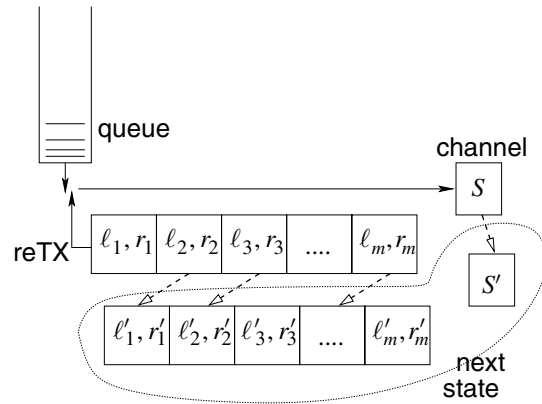 queue
channel
S
reTX
ℓ₁, r₁ ℓ₂, r₂ ℓ₃, r₃ .... ℓₘ, rₘ
S′
ℓ′₁, r′₁ ℓ′₂, r′₂ ℓ′₃, r′₃ .... ℓ′ₘ, r′ₘ
next
state